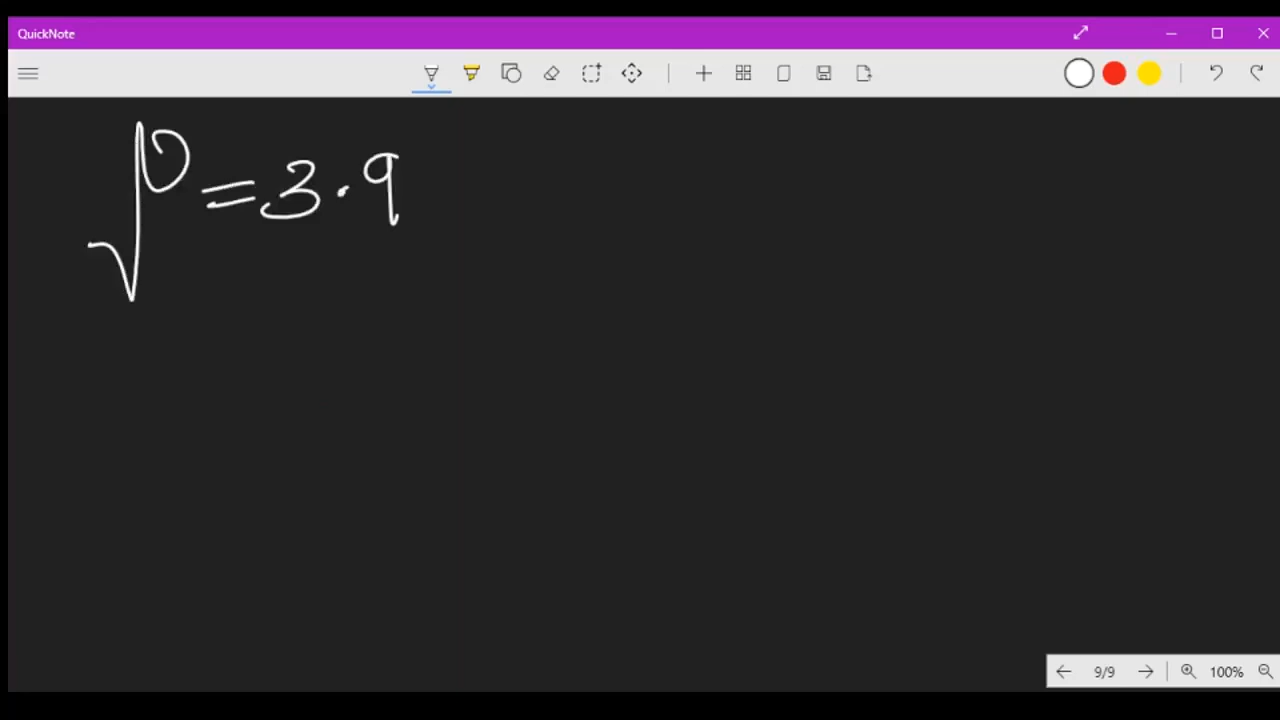 QuickNote
√0 = 3.9
9/9
100%